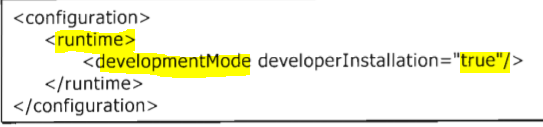 <configuration>
<runtime>
<developmentMode developerInstallation="true"/>
</runtime>
</configuration>